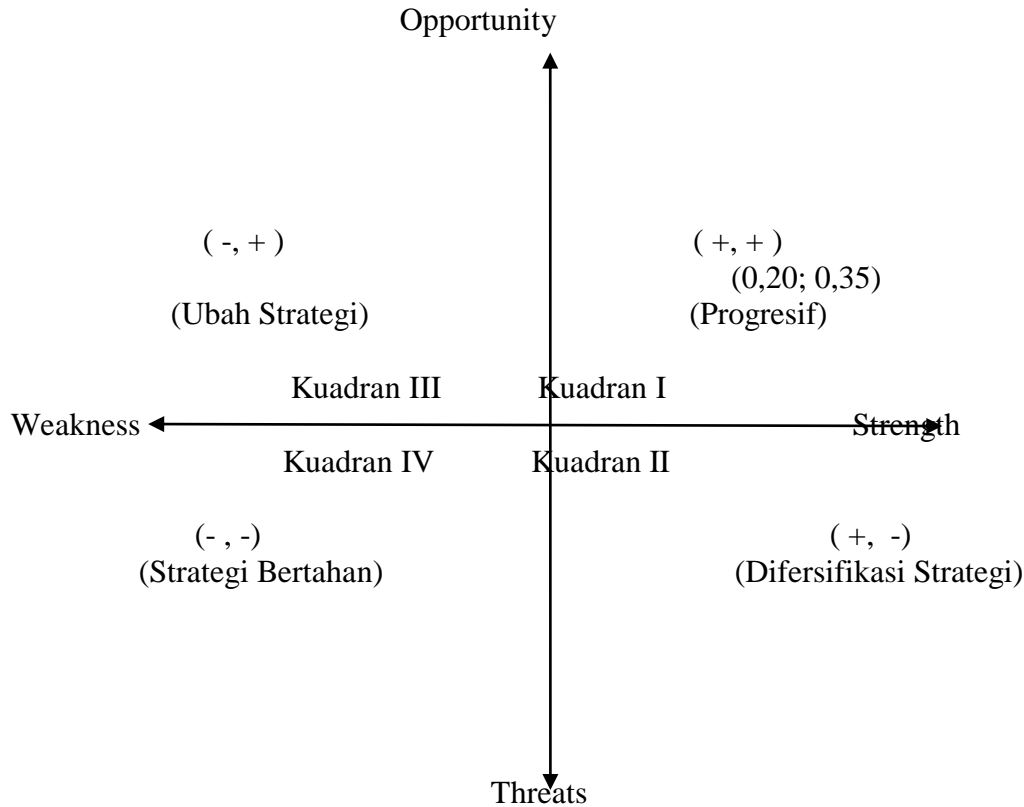 Opportunity
( -, + )
( +, + )
(0,20; 0,35)
(Ubah Strategi)
(Progresif)
Kuadran III
Kuadran I
Weakness
Strength
Kuadran IV
Kuadran II
(- , -)
( +, -)
(Strategi Bertahan)
(Difersifikasi Strategi)
Threats